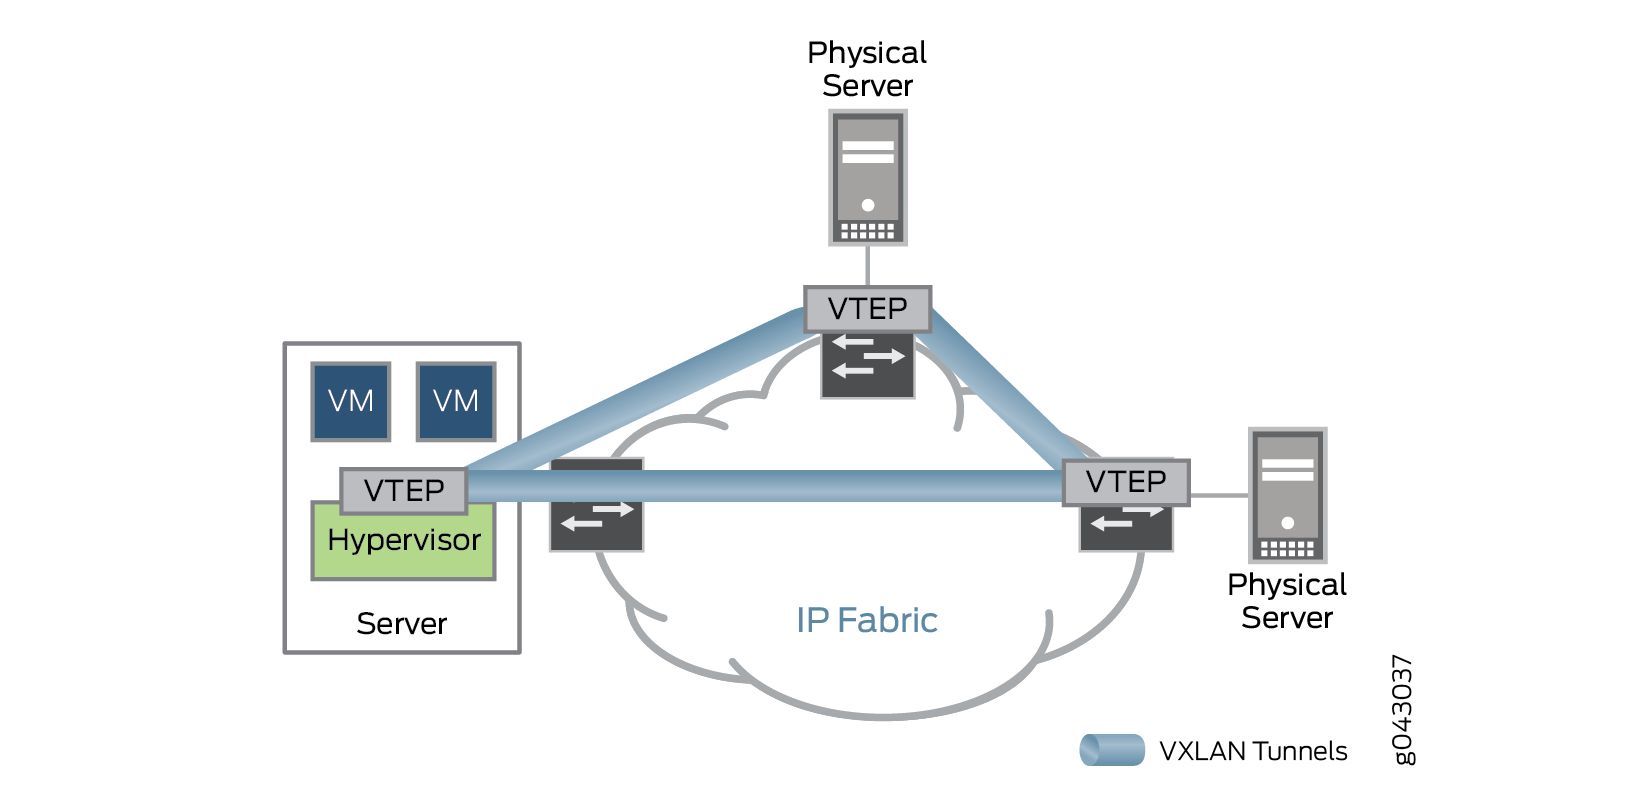 Physical
Server
VTEP
VM
VM
VTEP
VTEP
Hypervisor
Server
Physical
Server
IP Fabric
VXLAN Tunnels
g043037